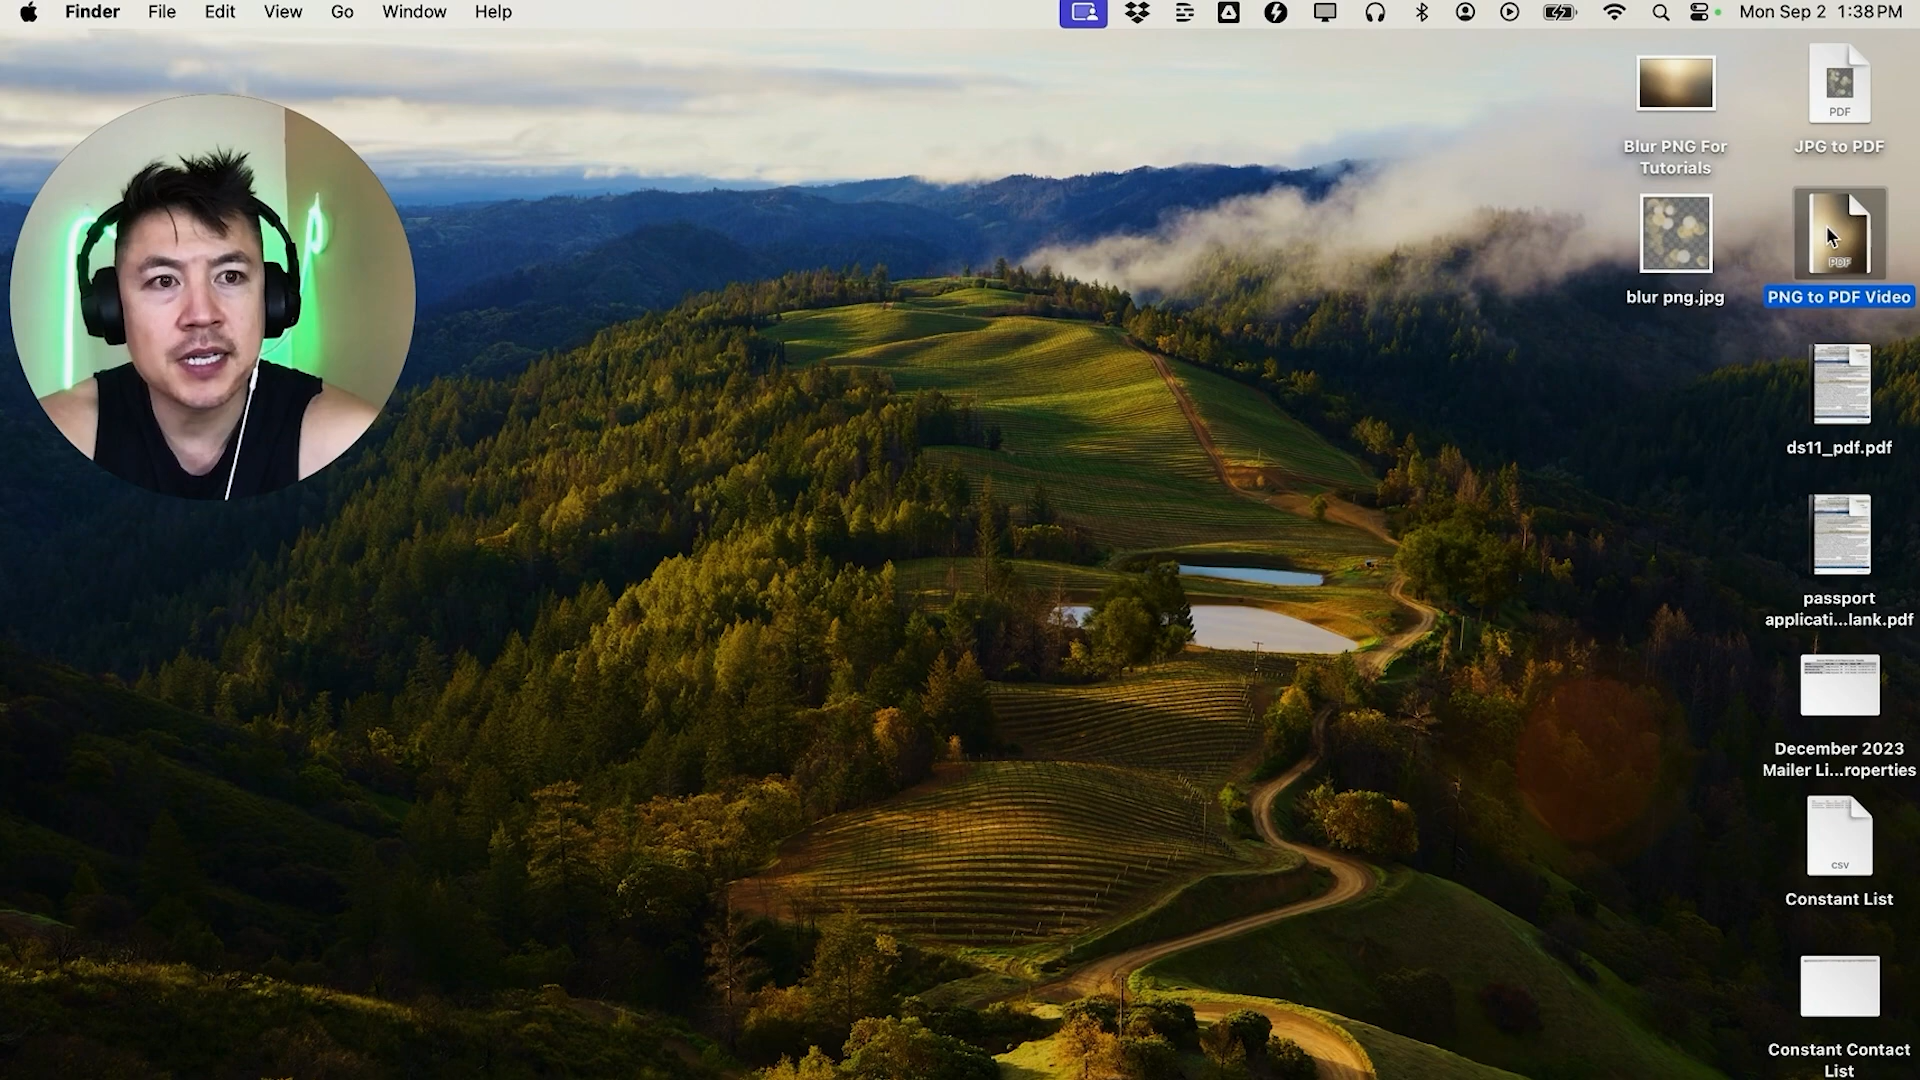 Finder File Edit View Go Window Help Mon Sep 2 1:38 PM
Blur PNG For
Tutorials
PDF
JPG to PDF
blur png.jpg
PDF
PNG to PDF Video
ds11_pdf.pdf
passport
applicati...lank.pdf
December 2023
Mailer Li...roperties
CSV
Constant List
Constant Contact
List